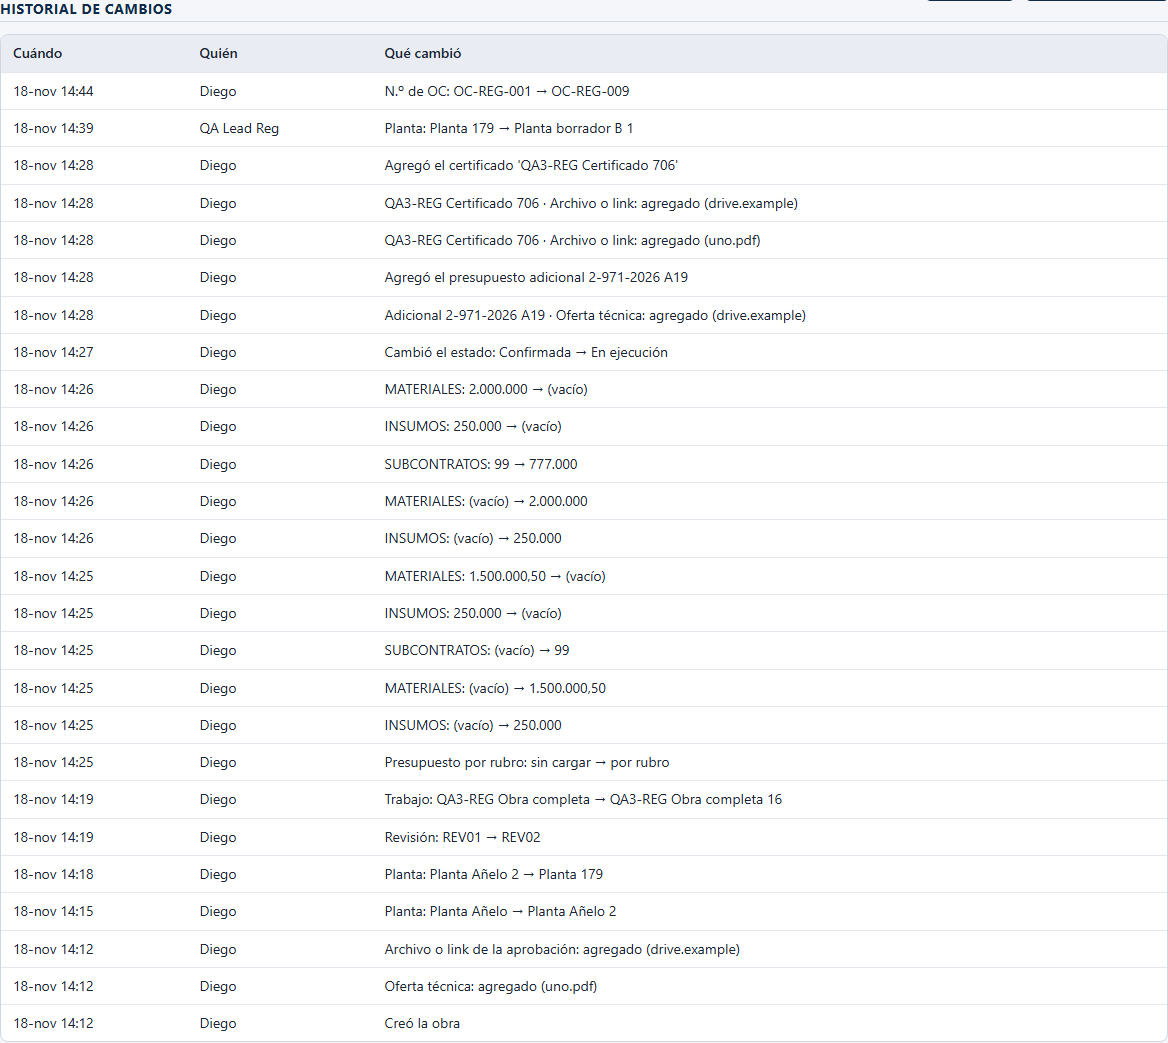 HISTORIAL DE CAMBIOS
Cuándo Quién Qué cambió
18-nov 14:44 Diego N.º de OC: OC-REG-001 → OC-REG-009
18-nov 14:39 QA Lead Reg Planta: Planta 179 → Planta borrador B 1
18-nov 14:28 Diego Agregó el certificado 'QA3-REG Certificado 706'
18-nov 14:28 Diego QA3-REG Certificado 706 · Archivo o link: agregado (drive.example)
18-nov 14:28 Diego QA3-REG Certificado 706 · Archivo o link: agregado (uno.pdf)
18-nov 14:28 Diego Agregó el presupuesto adicional 2-971-2026 A19
18-nov 14:28 Diego Adicional 2-971-2026 A19 · Oferta técnica: agregado (drive.example)
18-nov 14:27 Diego Cambió el estado: Confirmada → En ejecución
18-nov 14:26 Diego MATERIALES: 2.000.000 → (vacío)
18-nov 14:26 Diego INSUMOS: 250.000 → (vacío)
18-nov 14:26 Diego SUBCONTRATOS: 99 → 777.000
18-nov 14:26 Diego MATERIALES: (vacío) → 2.000.000
18-nov 14:26 Diego INSUMOS: (vacío) → 250.000
18-nov 14:25 Diego MATERIALES: 1.500.000,50 → (vacío)
18-nov 14:25 Diego INSUMOS: 250.000 → (vacío)
18-nov 14:25 Diego SUBCONTRATOS: (vacío) → 99
18-nov 14:25 Diego MATERIALES: (vacío) → 1.500.000,50
18-nov 14:25 Diego INSUMOS: (vacío) → 250.000
18-nov 14:25 Diego Presupuesto por rubro: sin cargar → por rubro
18-nov 14:19 Diego Trabajo: QA3-REG Obra completa → QA3-REG Obra completa 16
18-nov 14:19 Diego Revisión: REV01 → REV02
18-nov 14:18 Diego Planta: Planta Añelo 2 → Planta 179
18-nov 14:15 Diego Planta: Planta Añelo → Planta Añelo 2
18-nov 14:12 Diego Archivo o link de la aprobación: agregado (drive.example)
18-nov 14:12 Diego Oferta técnica: agregado (uno.pdf)
18-nov 14:12 Diego Creó la obra